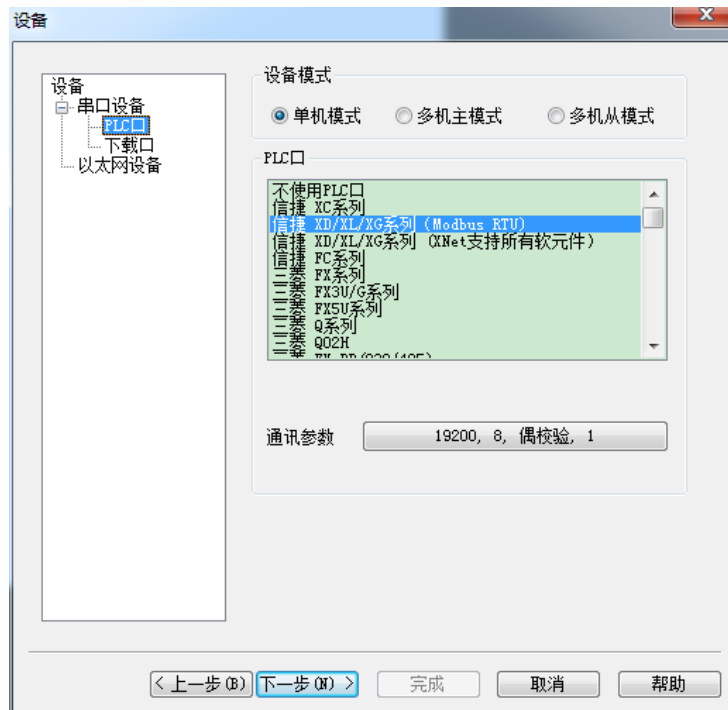 设备
设备
串口设备
PLC口
下载口
以太网设备
设备模式
单机模式 多机主模式 多机从模式
PLC口
不使用PLC口
信捷 XC系列
信捷 XD/XL/XG系列 (Modbus RTU)
信捷 XD/XL/XG系列 (XNet支持所有软元件)
信捷 FC系列
三菱 FX系列
三菱 FX3U/G系列
三菱 FX5U系列
三菱 Q系列
三菱 Q02H
通讯参数 19200, 8, 偶校验, 1
< 上一步(B) 下一步(N) > 完成 取消 帮助